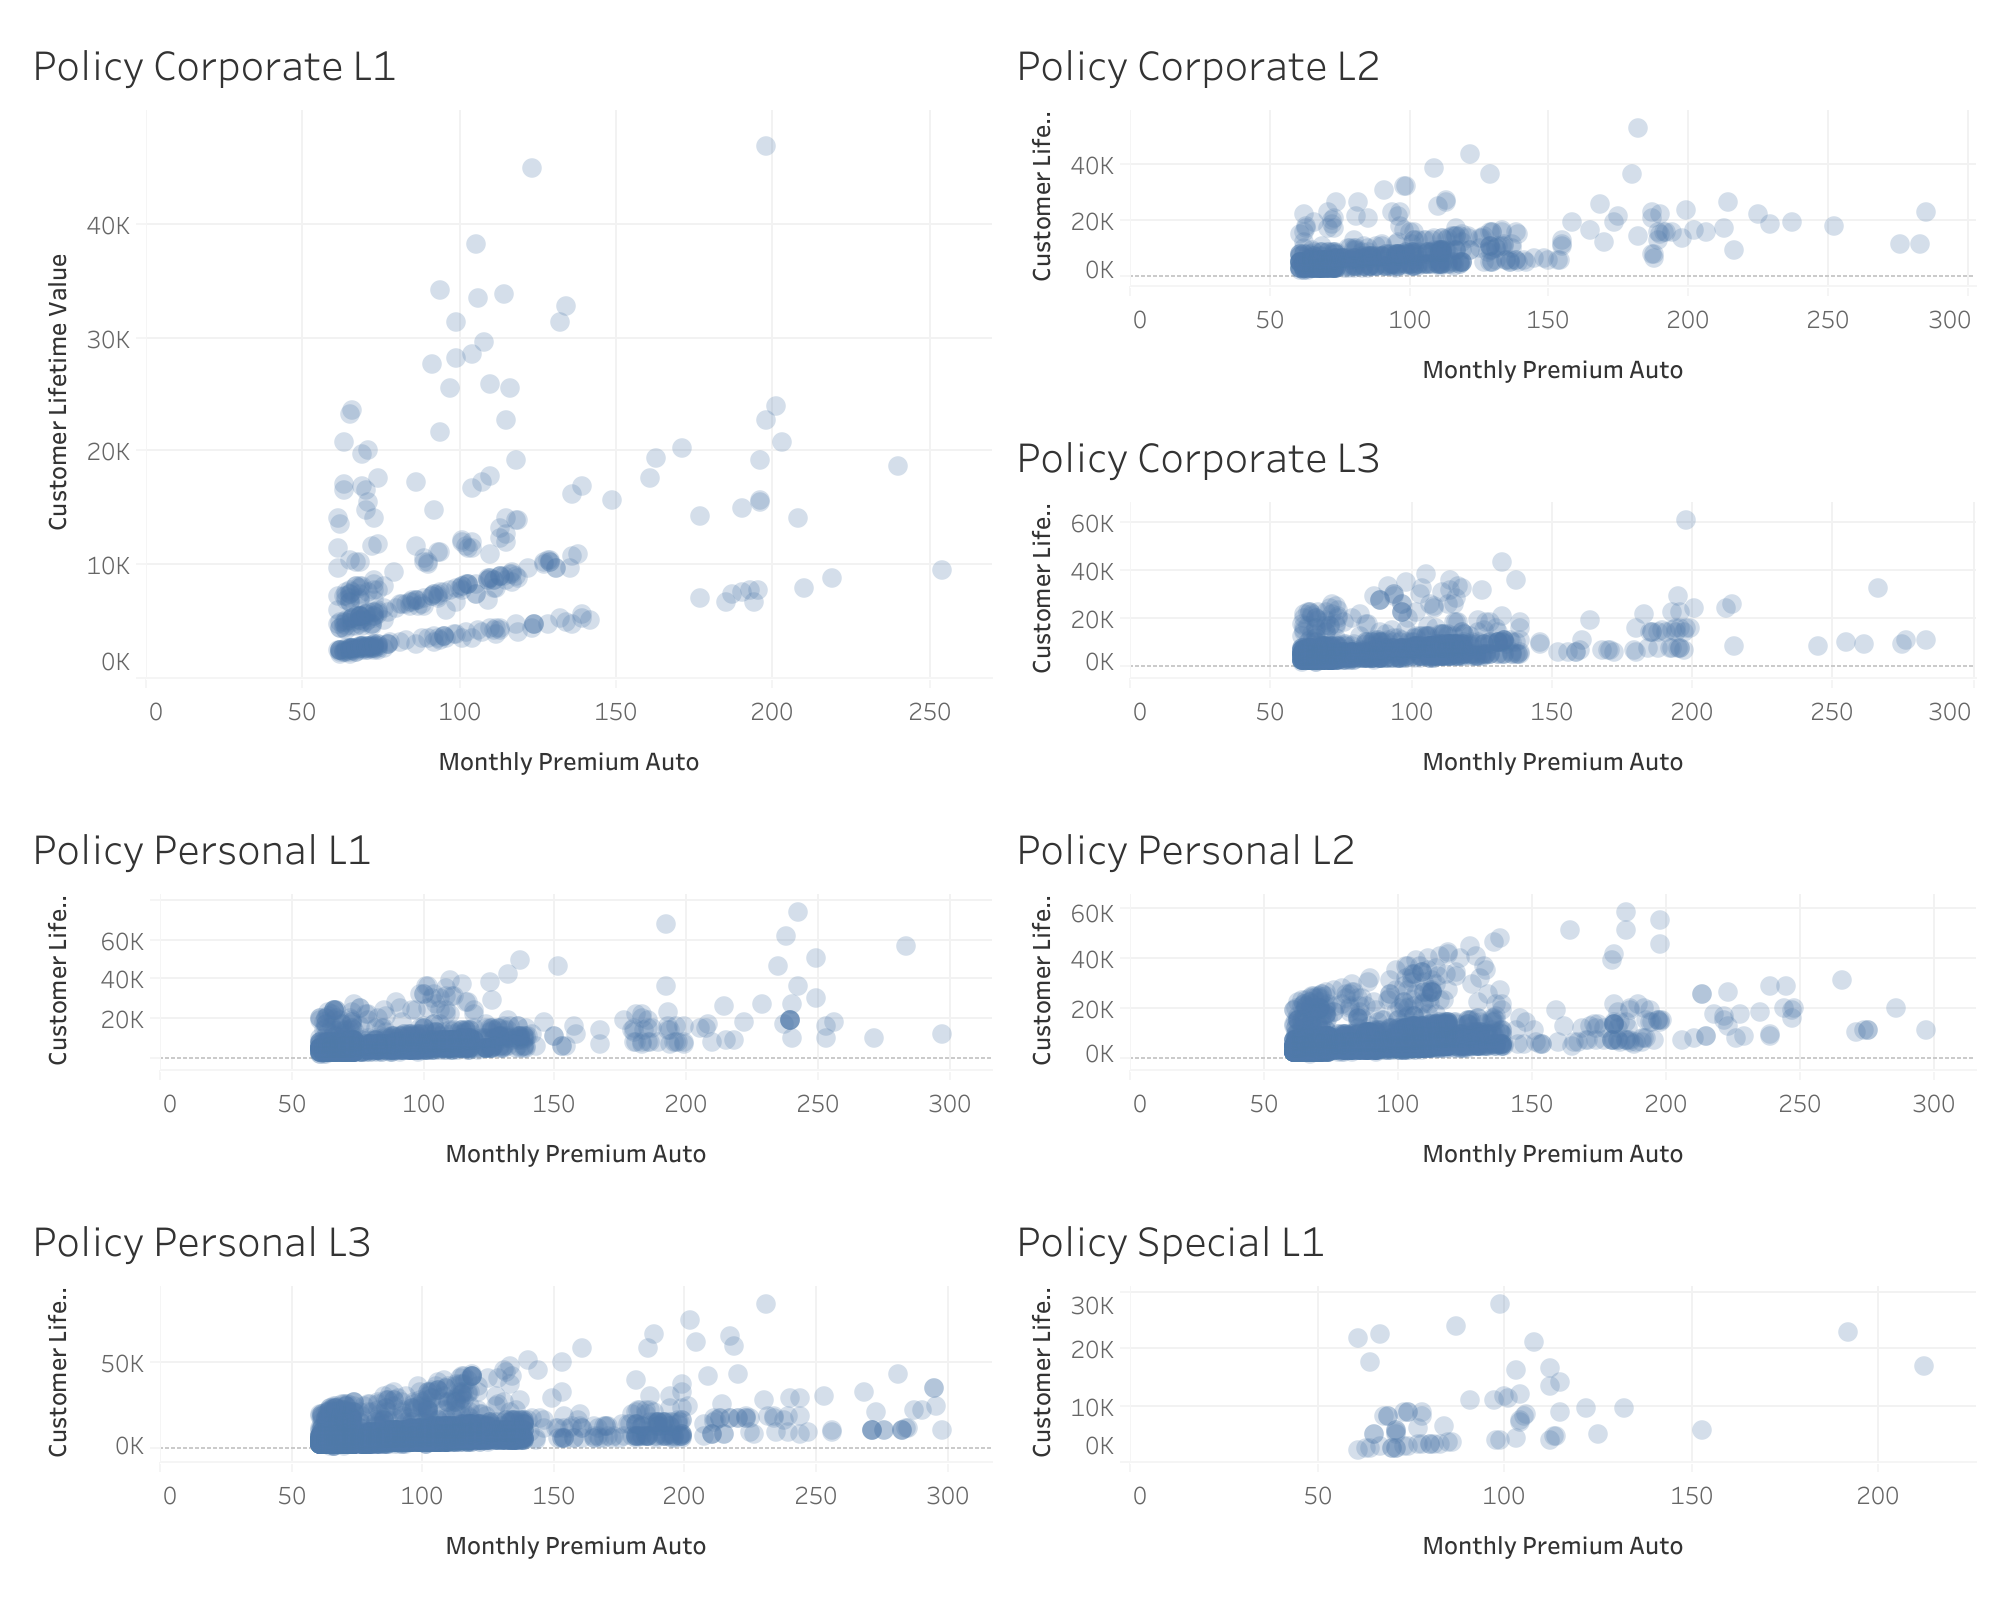 Policy Corporate L1
Customer Lifetime Value
40K
30K
20K
10K
0K
0 50 100 150 200 250
Monthly Premium Auto
Policy Corporate L2
Customer Life..
40K
20K
0K
0 50 100 150 200 250 300
Monthly Premium Auto
Policy Corporate L3
Customer Life..
60K
40K
20K
0K
0 50 100 150 200 250 300
Monthly Premium Auto
Policy Personal L1
Customer Life..
60K
40K
20K
0 50 100 150 200 250 300
Monthly Premium Auto
Policy Personal L2
Customer Life..
60K
40K
20K
0K
0 50 100 150 200 250 300
Monthly Premium Auto
Policy Personal L3
Customer Life..
50K
0K
0 50 100 150 200 250 300
Monthly Premium Auto
Policy Special L1
Customer Life..
30K
20K
10K
0K
0 50 100 150 200
Monthly Premium Auto